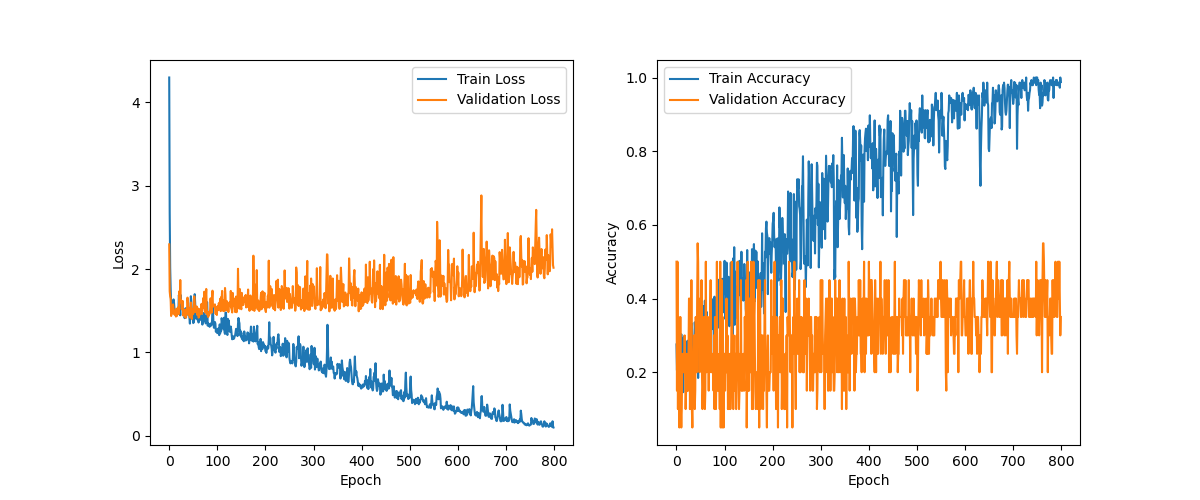 Train Loss
Validation Loss
4
3
2
1
0
Loss
0 100 200 300 400 500 600 700 800
Epoch
Train Accuracy
Validation Accuracy
1.0
0.8
0.6
0.4
0.2
Accuracy
0 100 200 300 400 500 600 700 800
Epoch